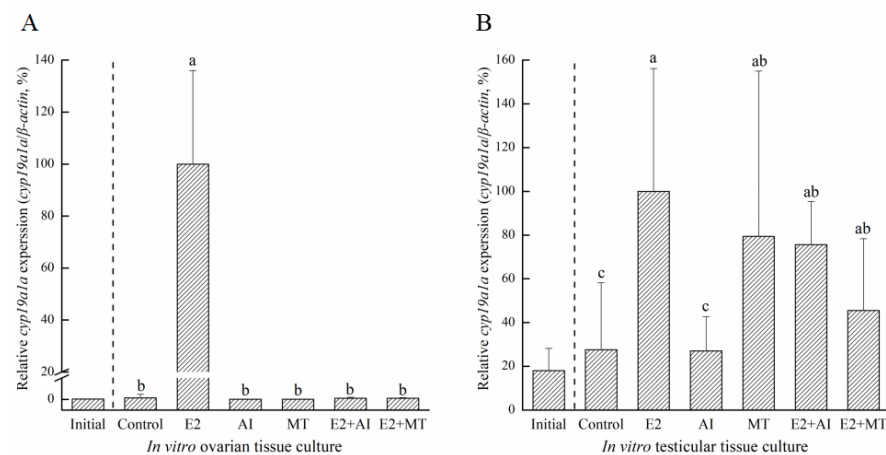 A
Relative cyp19a1a experssion (cyp19a1a/β-actin, %)
140
120
100
80
60
40
20
0
b
a
b
b
b
b
Initial
Control
E2
AI
MT
E2+AI
E2+MT
In vitro ovarian tissue culture
B
Relative cyp19a1a experssion (cyp19a1a/β-actin, %)
160
140
120
100
80
60
40
20
0
c
a
c
ab
ab
ab
Initial
Control
E2
AI
MT
E2+AI
E2+MT
In vitro testicular tissue culture